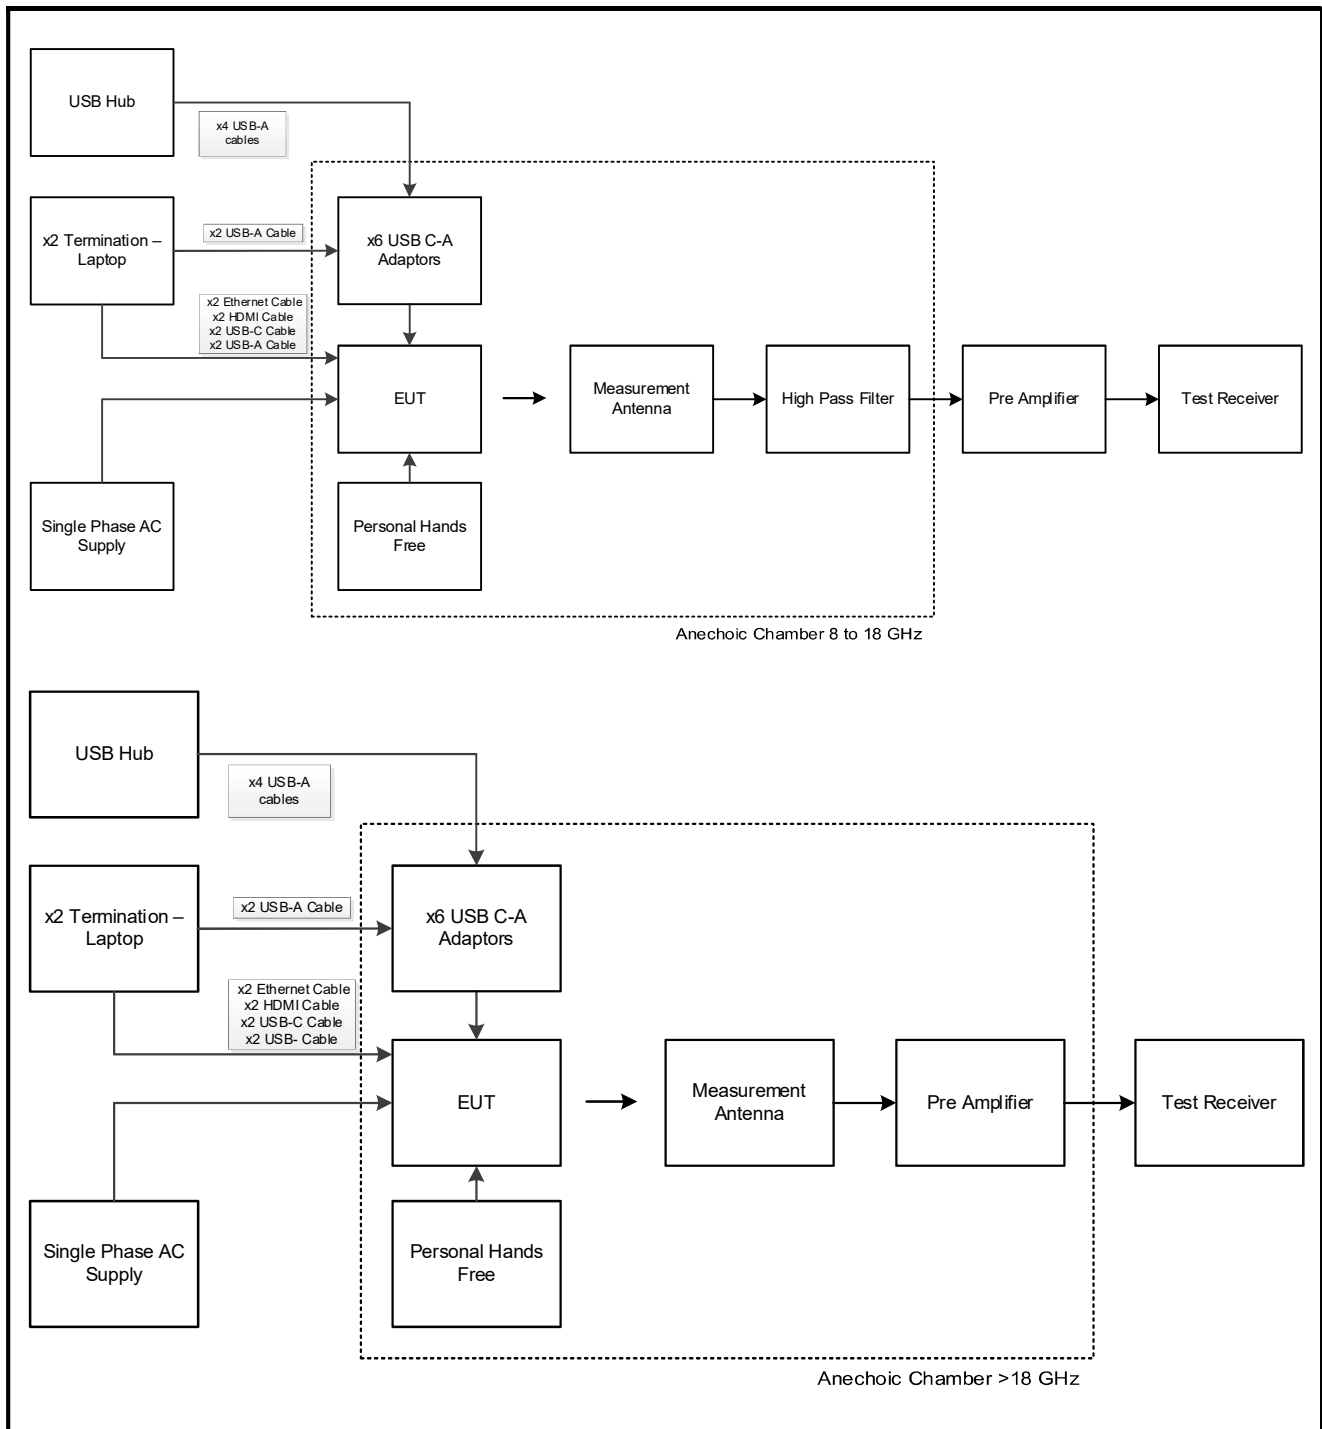 USB Hub
x4 USB-A
cables
x2 Termination –
Laptop
x2 USB-A Cable
x6 USB C-A
Adaptors
x2 Ethernet Cable
x2 HDMI Cable
x2 USB-C Cable
x2 USB-A Cable
EUT
Measurement
Antenna
High Pass Filter
Pre Amplifier
Test Receiver
Single Phase AC
Supply
Personal Hands
Free
Anechoic Chamber 8 to 18 GHz
USB Hub
x4 USB-A
cables
x2 Termination –
Laptop
x2 USB-A Cable
x6 USB C-A
Adaptors
x2 Ethernet Cable
x2 HDMI Cable
x2 USB-C Cable
x2 USB- Cable
EUT
Measurement
Antenna
Pre Amplifier
Test Receiver
Single Phase AC
Supply
Personal Hands
Free
Anechoic Chamber >18 GHz